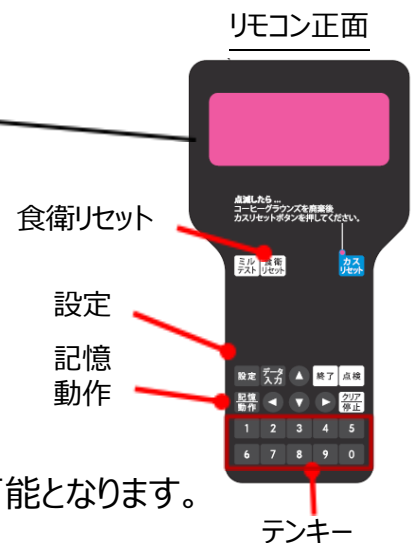 リモコン正面
点滅したら...
コーヒーグラウンズを廃棄後
カスリセットボタンを押してください。
食衛リセット
ミル
テスト
食衛
リセット
カス
リセット
設定
記憶
動作
設定 データ
入力 ▲ 終了 点検
記憶
動作 ◀ ▼ ▶ クリア
停止
1 2 3 4 5
6 7 8 9 0
能となります。
テンキー